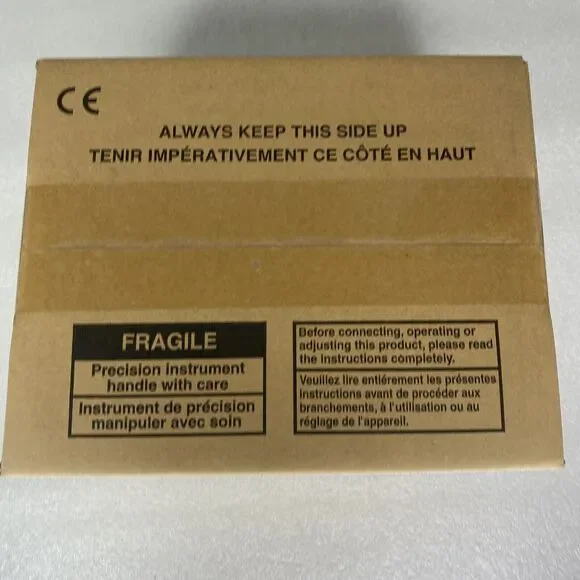 CE
ALWAYS KEEP THIS SIDE UP
TENIR IMPÉRATIVEMENT CE CÔTÉ EN HAUT
FRAGILE
Precision instrument
handle with care
Instrument de précision
manipuler avec soin
Before connecting, operating or
adjusting this product, please read
the instructions completely.
Veuillez lire entiérement les présentes
instructions avant de procéder aux
branchements, à l'utilisation ou au
réglage de l'appareil.